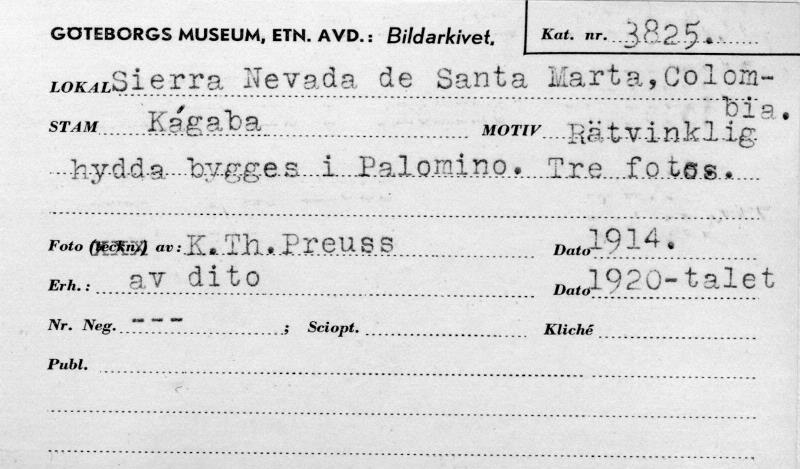 GÖTEBORGS MUSEUM, ETN. AVD.: Bildarkivet. Kat. nr. 3825.
LOKAL Sierra Nevada de Santa Marta, Colom-
bia.
STAM Kágaba MOTIV Rätvinklig
hydda bygges i Palomino. Tre fotos.
Foto (teckn.) av: K.Th.Preuss Dato 1914.
Erh.: av dito Dato 1920-talet
Nr. Neg. --- ; Sciopt. Kliché
Publ.